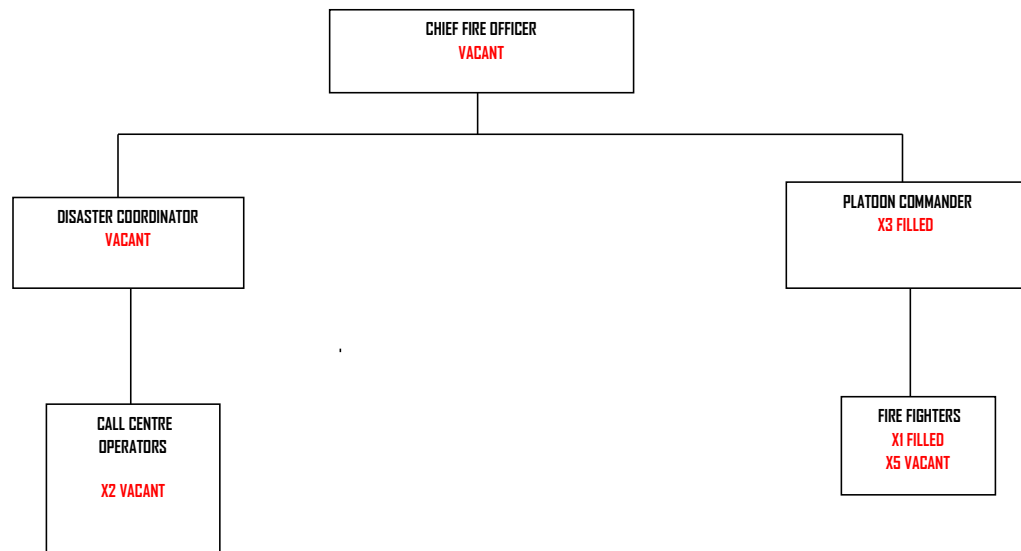 CHIEF FIRE OFFICER
VACANT
DISASTER COORDINATOR
VACANT
PLATOON COMMANDER
X3 FILLED
CALL CENTRE
OPERATORS
X2 VACANT
FIRE FIGHTERS
X1 FILLED
X5 VACANT